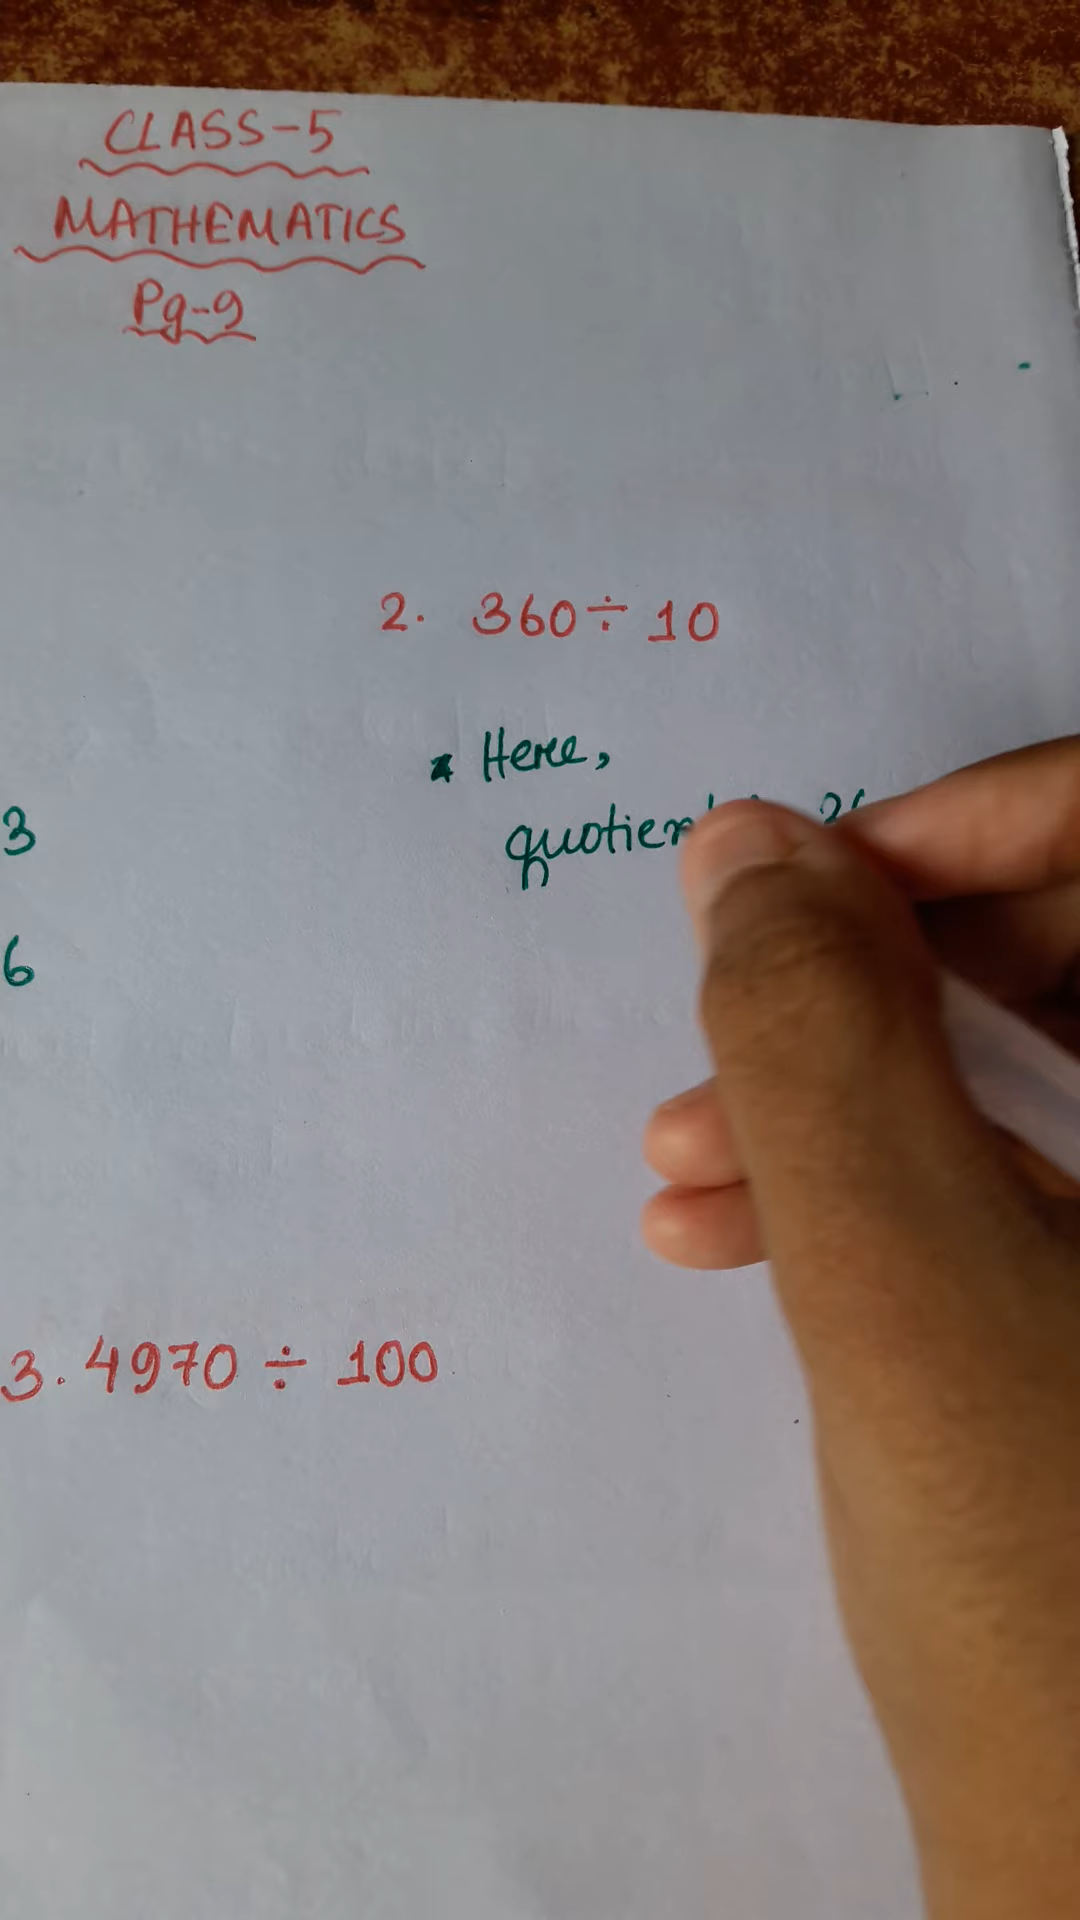 CLASS-5
MATHEMATICS
Pg-9
2. 360 ÷ 10
Here,
3
6
3. 4970 ÷ 100